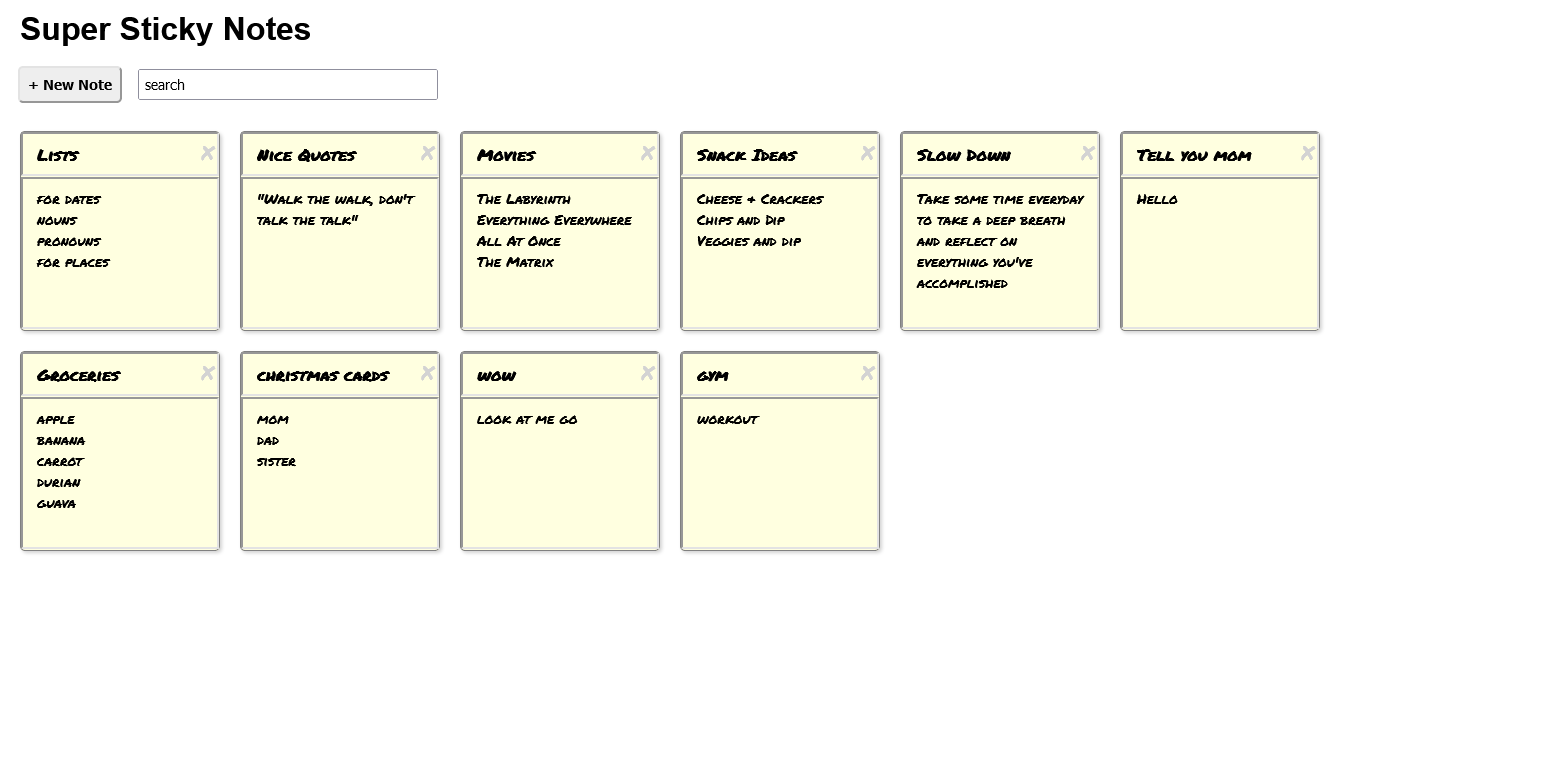 Super Sticky Notes
+ New Note
search
Lists
for dates
nouns
pronouns
for places
Nice Quotes
"Walk the walk, don't
talk the talk"
Movies
The Labyrinth
Everything Everywhere
All At Once
The Matrix
Snack Ideas
Cheese & Crackers
Chips and Dip
Veggies and dip
Slow Down
Take some time everyday
to take a deep breath
and reflect on
everything you've
accomplished
Tell you mom
Hello
Groceries
apple
banana
carrot
durian
guava
christmas cards
mom
dad
sister
wow
look at me go
gym
workout